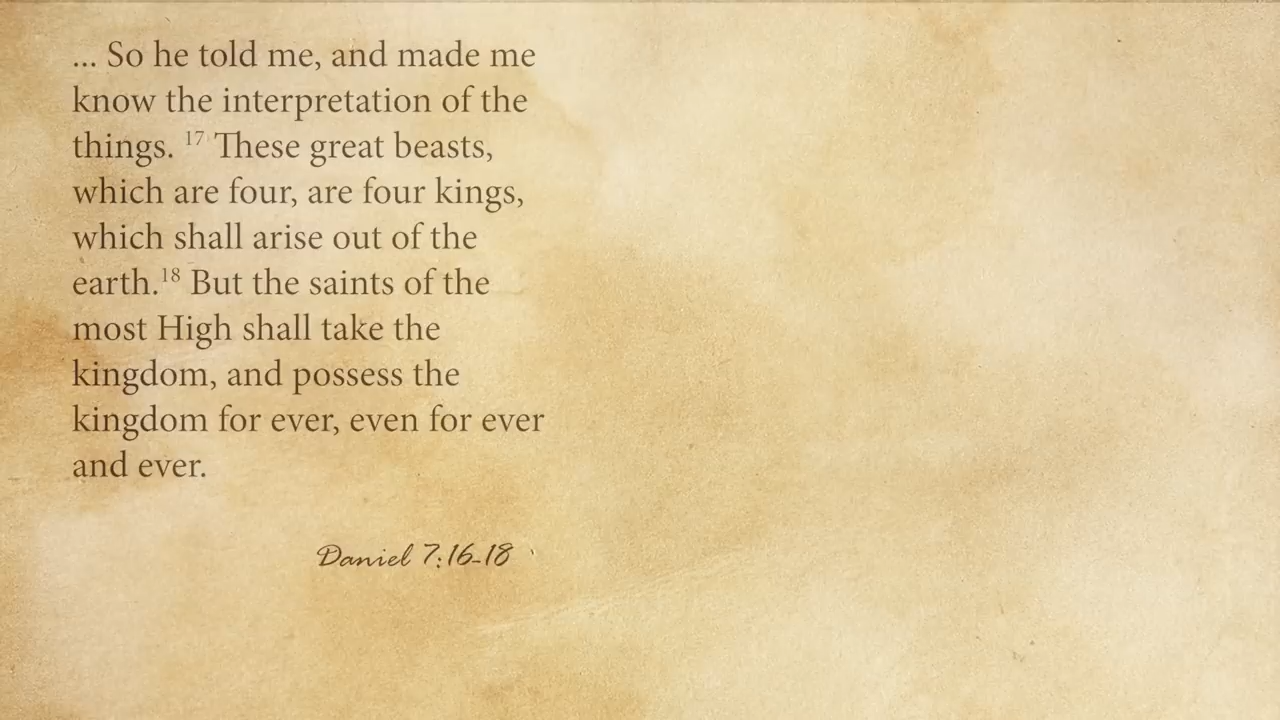 ... So he told me, and made me
know the interpretation of the
things. 17 These great beasts,
which are four, are four kings,
which shall arise out of the
earth.18 But the saints of the
most High shall take the
kingdom, and possess the
kingdom for ever, even for ever
and ever.
Daniel 7:16-18